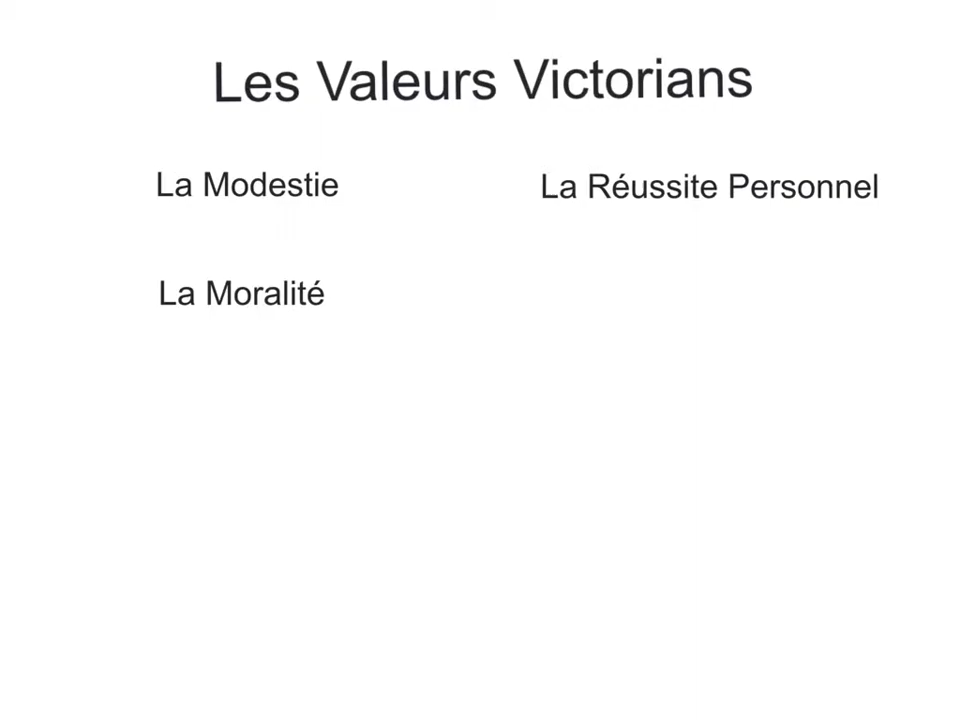 Les Valeurs Victorians
La Modestie
La Réussite Personnel
La Moralité